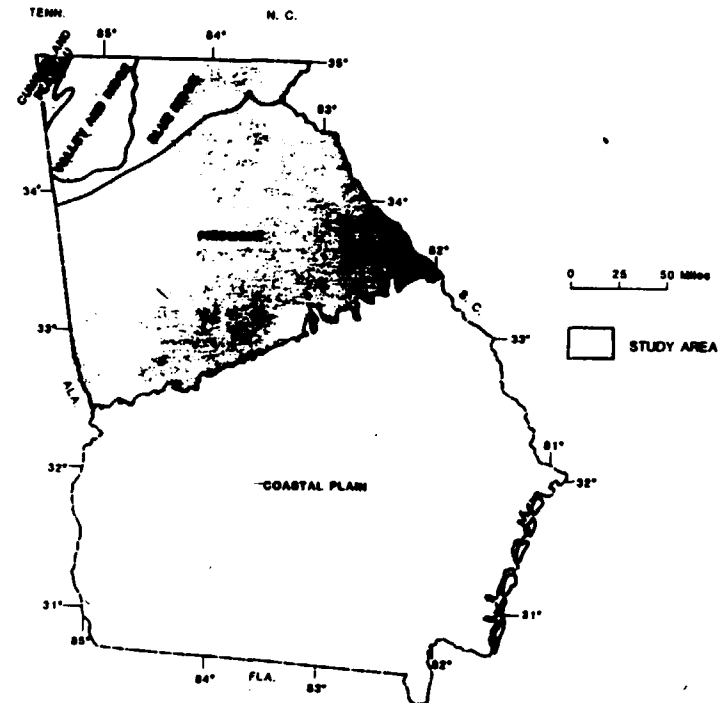 TENN.
N. C.
85°
84°
35°
CUMBERLAND
PLATEAU
VALLEY AND RIDGE
BLUE RIDGE
83°
34°
34°
PIEDMONT
82°
0 25 50 Miles
S.C.
33°
33°
STUDY AREA
ALA.
81°
32°
32°
COASTAL PLAIN
31°
31°
85°
82°
84°
FLA.
83°